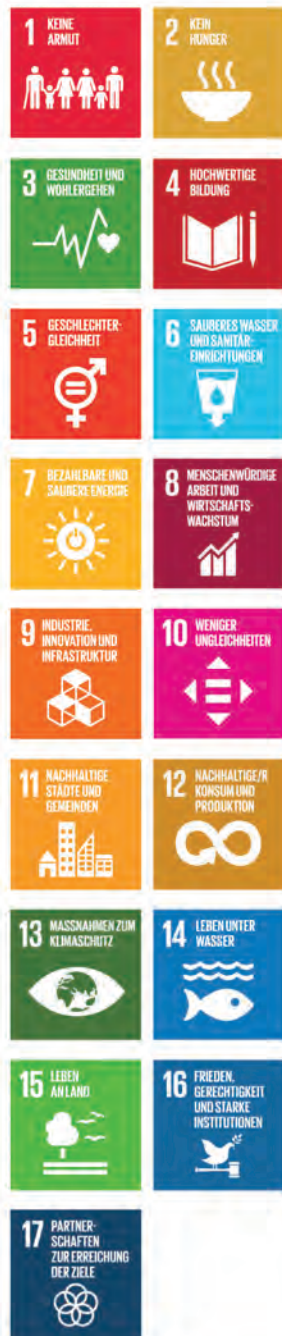 1 KEINE
ARMUT
2 KEIN
HUNGER
3 GESUNDHEIT UND
WOHLERGEHEN
4 HOCHWERTIGE
BILDUNG
5 GESCHLECHTER-
GLEICHHEIT
6 SAUBERES WASSER
UND SANITÄR-
EINRICHTUNGEN
7 BEZAHLBARE UND
SAUBERE ENERGIE
8 MENSCHENWÜRDIGE
ARBEIT UND
WIRTSCHAFTS-
WACHSTUM
9 INDUSTRIE,
INNOVATION UND
INFRASTRUKTUR
10 WENIGER
UNGLEICHHEITEN
11 NACHHALTIGE
STÄDTE UND
GEMEINDEN
12 NACHHALTIGE/R
KONSUM UND
PRODUKTION
13 MASSNAHMEN ZUM
KLIMASCHUTZ
14 LEBEN UNTER
WASSER
15 LEBEN
AN LAND
16 FRIEDEN,
GERECHTIGKEIT
UND STARKE
INSTITUTIONEN
17 PARTNER-
SCHAFTEN
ZUR ERREICHUNG
DER ZIELE